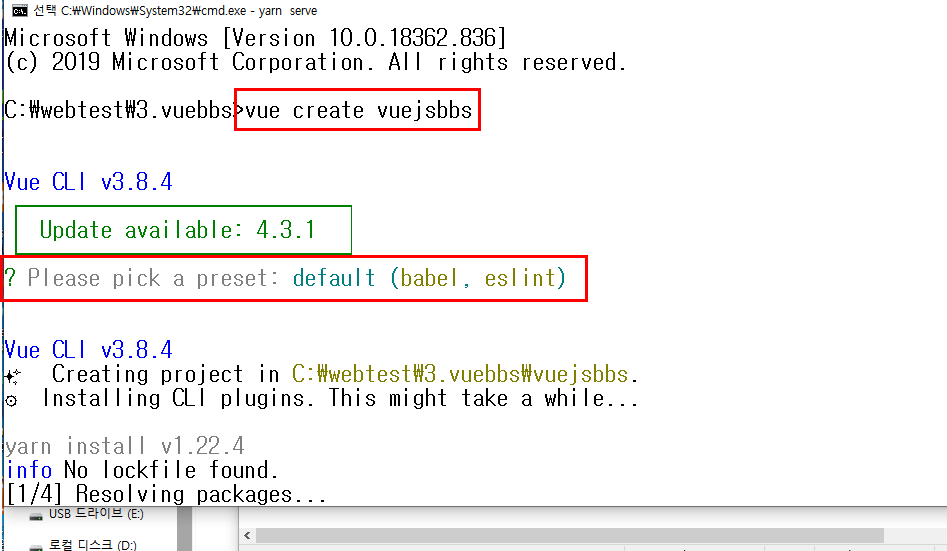 선택 C:₩Windows₩System32₩cmd.exe - yarn serve
Microsoft Windows [Version 10.0.18362.836]
(c) 2019 Microsoft Corporation. All rights reserved.
C:₩webtest₩3.vuebbs>vue create vuejsbbs
Vue CLI v3.8.4
Update available: 4.3.1
? Please pick a preset: default (babel, eslint)
Vue CLI v3.8.4
Creating project in C:₩webtest₩3.vuebbs₩vuejsbbs.
Installing CLI plugins. This might take a while...
yarn install v1.22.4
info No lockfile found.
[1/4] Resolving packages...
USB 드라이브 (E:)
로컬 디스크 (D:)